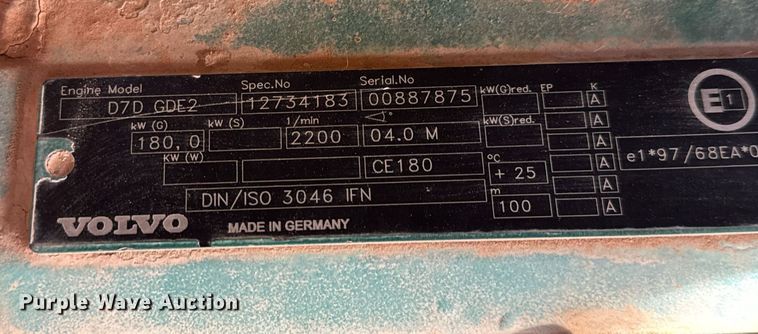 Engine Model Spec.No Serial.No
D7D GDE2 12734183 00887875 kW(G)red. EP K
A
kW (G) kW (S) 1/min <°
180,0 2200 04.0 M kW(S)red. A
E 1
KW (W) CE180 °C A
+ 25 A e1*97/68EA*0
DIN/ISO 3046 IFN m A
100 A
VOLVO MADE IN GERMANY
Purple Wave Auction